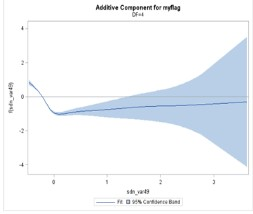 Additive Component for myflag
DF=4
4
2
0
-2
-4
f(sdn_var49)
0
1
2
3
sdn_var49
Fit 95% Confidence Band